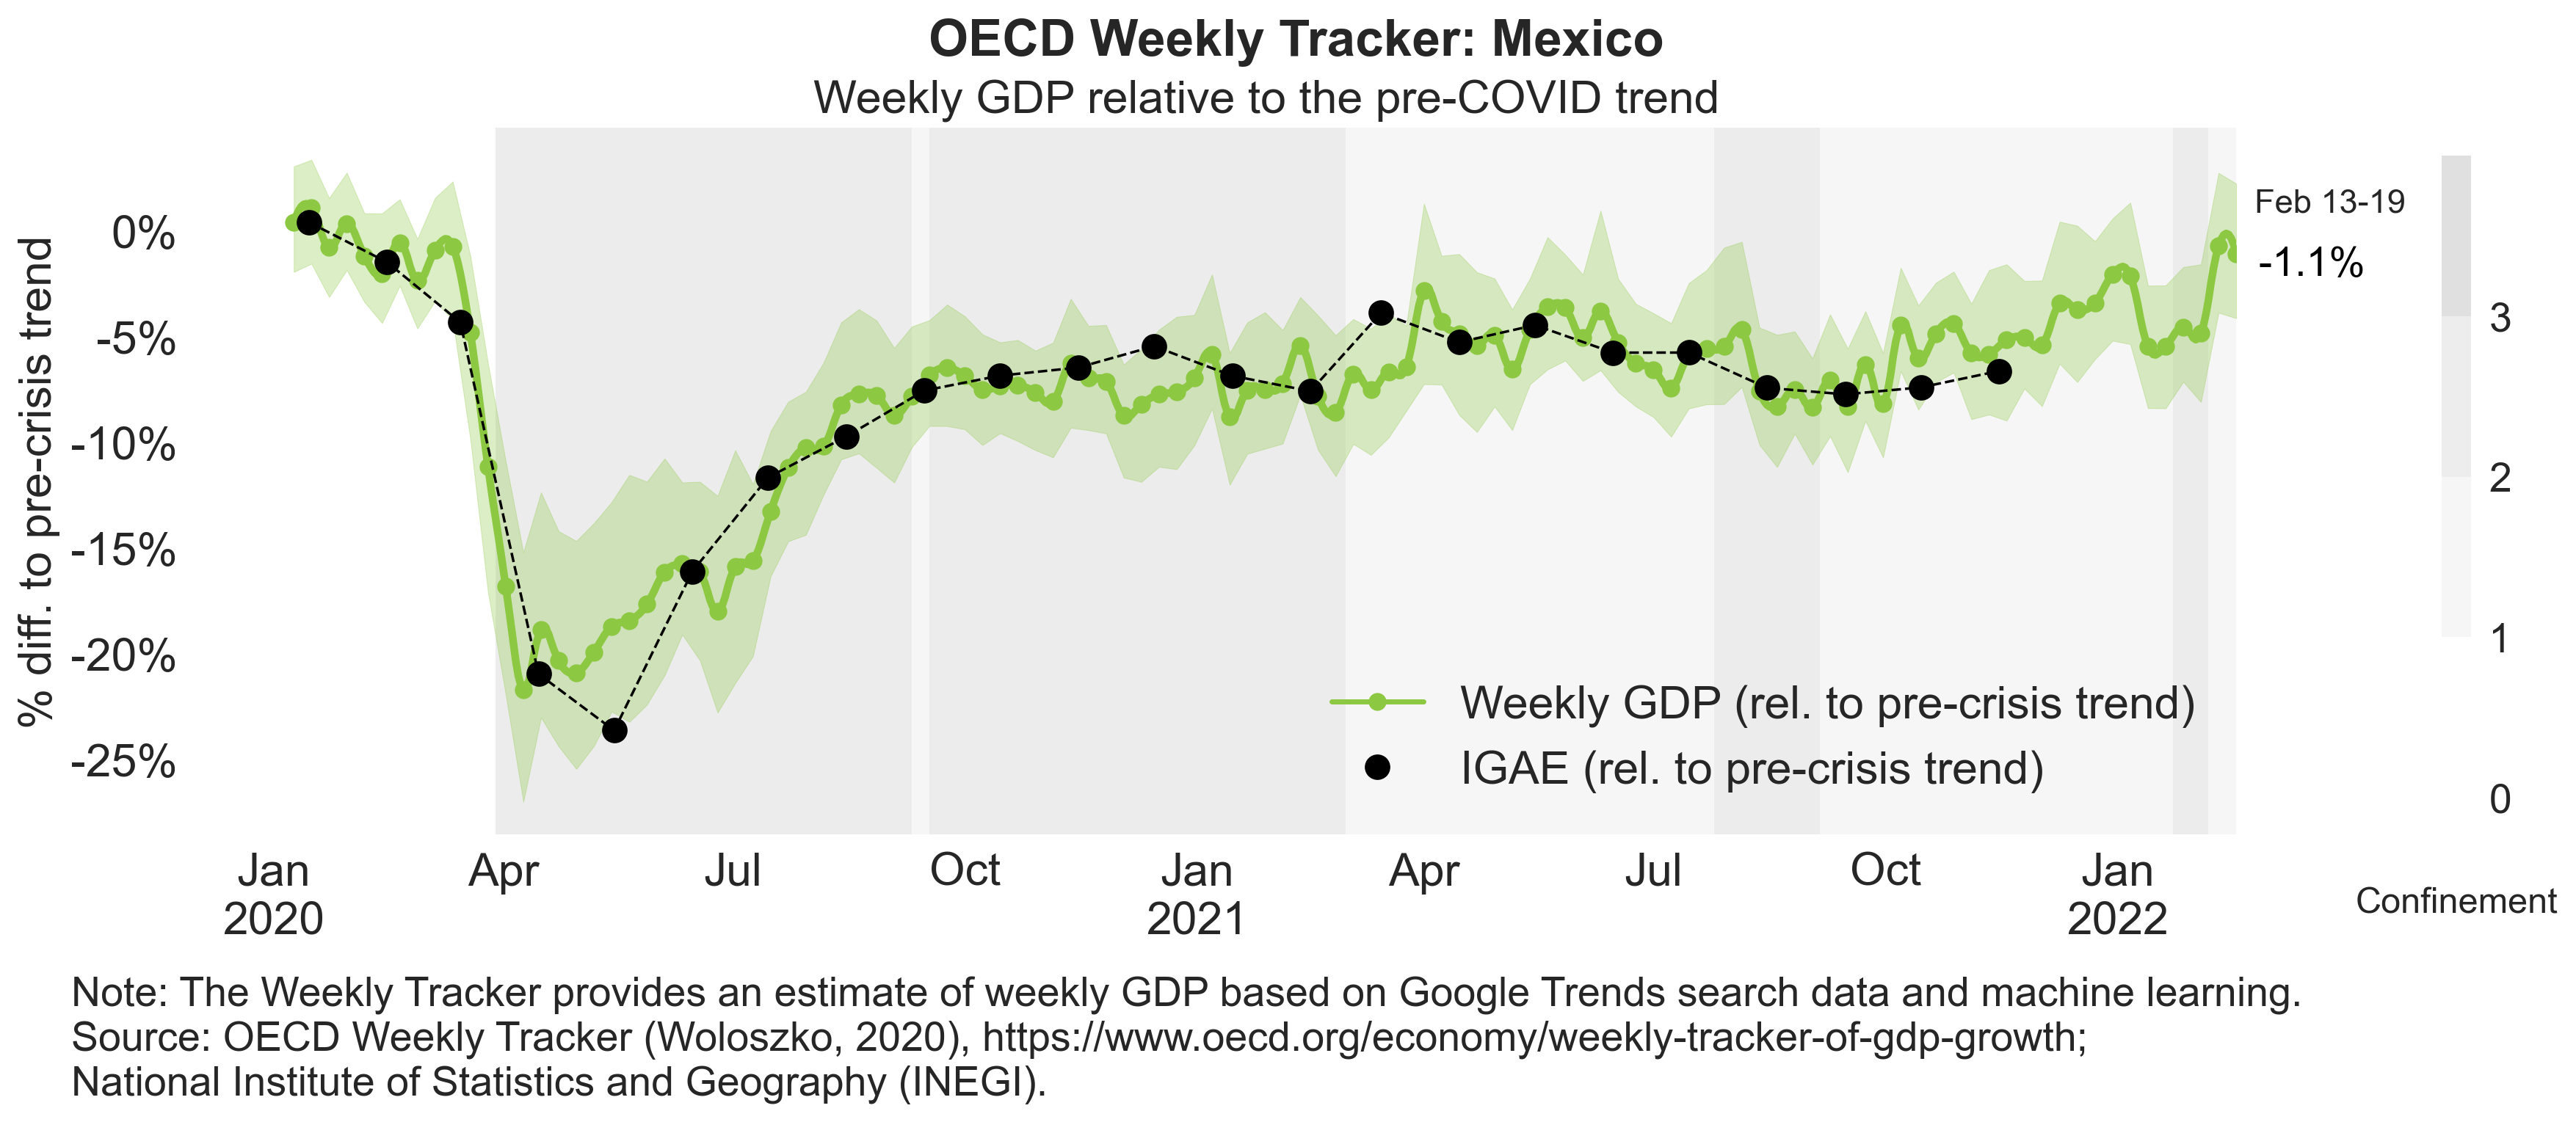 OECD Weekly Tracker: Mexico
Weekly GDP relative to the pre-COVID trend
% diff. to pre-crisis trend
0%
-5%
-10%
-15%
-20%
-25%
Feb 13-19
-1.1%
3
2
1
0
Confinement
Weekly GDP (rel. to pre-crisis trend)
IGAE (rel. to pre-crisis trend)
Jan Apr Jul Oct Jan Apr Jul Oct Jan
2020 2021 2022
Note: The Weekly Tracker provides an estimate of weekly GDP based on Google Trends search data and machine learning.
Source: OECD Weekly Tracker (Woloszko, 2020), https://www.oecd.org/economy/weekly-tracker-of-gdp-growth;
National Institute of Statistics and Geography (INEGI).